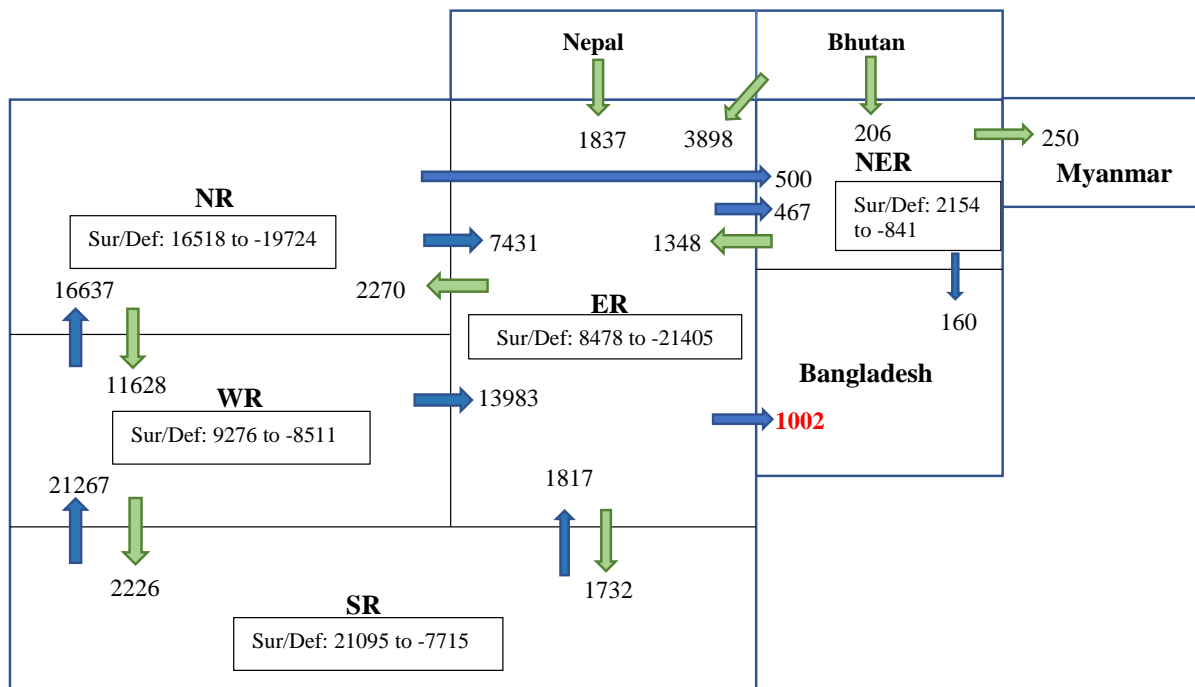 Nepal
Bhutan
1837
3898
206
250
NER
Myanmar
500
NR
467
Sur/Def: 2154
to -841
Sur/Def: 16518 to -19724
7431
1348
16637
2270
ER
160
Sur/Def: 8478 to -21405
11628
Bangladesh
WR
13983
1002
Sur/Def: 9276 to -8511
21267
1817
2226
1732
SR
Sur/Def: 21095 to -7715